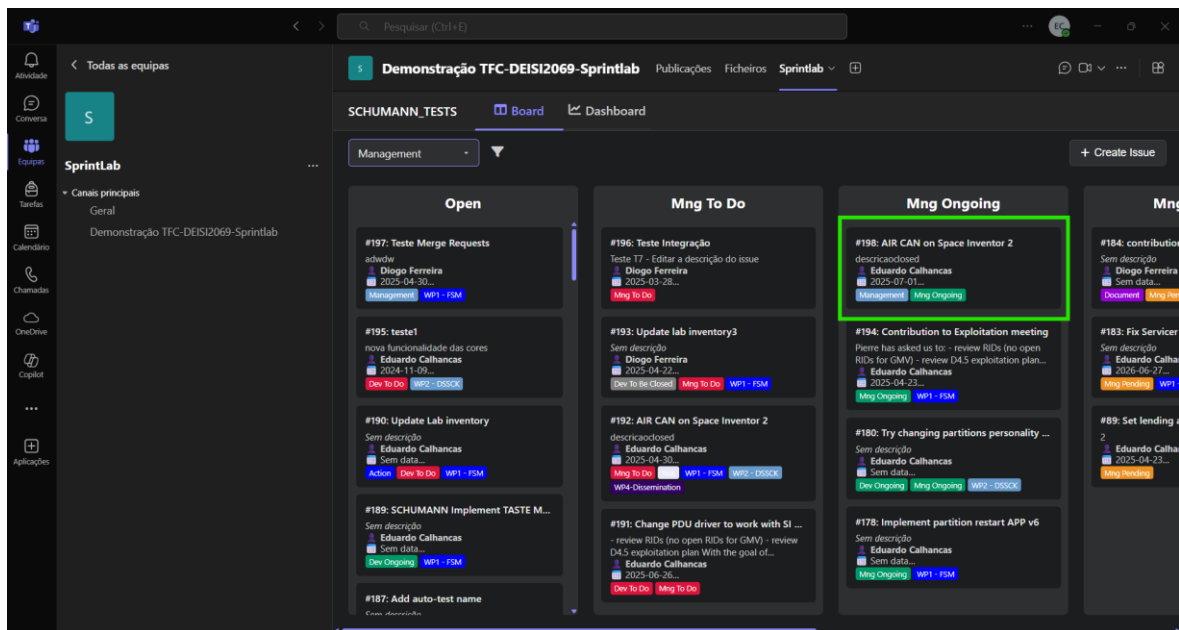 Pesquisar (Ctrl+E)
EC
Atividade
Conversa
Equipas
Tarefas
Calendário
Chamadas
OneDrive
Copilot
Aplicações
Todas as equipas
S
SprintLab
Canais principais
Geral
Demonstração TFC-DEISI2069-Sprintlab
S
Demonstração TFC-DEISI2069-Sprintlab
Publicações
Ficheiros
Sprintlab
SCHUMANN_TESTS
Board
Dashboard
Management
+ Create Issue
Open
#197: Teste Merge Requests
adwdw
Diogo Ferreira
2025-04-30...
Management WP1 - FSM
#195: teste1
nova funcionalidade das cores
Eduardo Calhancas
2024-11-09...
Dev To Do WP2 - DSSCK
#190: Update Lab inventory
Sem descrição
Eduardo Calhancas
Sem data...
Action Dev To Do WP1 - FSM
#189: SCHUMANN Implement TASTE M...
Sem descrição
Eduardo Calhancas
Sem data...
Dev Ongoing WP1 - FSM
#187: Add auto-test name
Sem descrição
Mng To Do
#196: Teste Integração
Teste T7 - Editar a descrição do issue
Diogo Ferreira
2025-03-28...
Mng To Do
#193: Update lab inventory3
Sem descrição
Diogo Ferreira
2025-04-22...
Dev To Be Closed Mng To Do WP1 - FSM
#192: AIR CAN on Space Inventor 2
descricaodosed
Eduardo Calhancas
2025-04-30...
Mng To Do WP1 - FSM WP2 - DSSCK
WP4-Dissemination
#191: Change PDU driver to work with SI ...
- review RIDs (no open RIDs for GMV) - review
D4.5 exploitation plan With the goal of...
Eduardo Calhancas
2025-06-26...
Dev To Do Mng To Do
Mng Ongoing
#198: AIR CAN on Space Inventor 2
descricaodosed
Eduardo Calhancas
2025-07-01...
Management Mng Ongoing
#194: Contribution to Exploitation meeting
Pierre has asked us to: - review RIDs (no open
RIDs for GMV) - review D4.5 exploitation plan...
Eduardo Calhancas
2025-04-23...
Mng Ongoing WP1 - FSM
#180: Try changing partitions personality ...
Sem descrição
Eduardo Calhancas
Sem data...
Dev Ongoing Mng Ongoing WP2 - DSSCK
#178: Implement partition restart APP v6
Sem descrição
Eduardo Calhancas
Sem data...
Mng Ongoing WP1 - FSM
Mng
#184: contribution
Sem descrição
Diogo Ferreira
Sem data...
Document Mng Pen
#183: Fix Servicer
Sem descrição
Eduardo Calha
2026-06-27...
Mng Pending WP1 -
#89: Set lending a
2
Eduardo Calha
2025-04-23...
Mng Pending